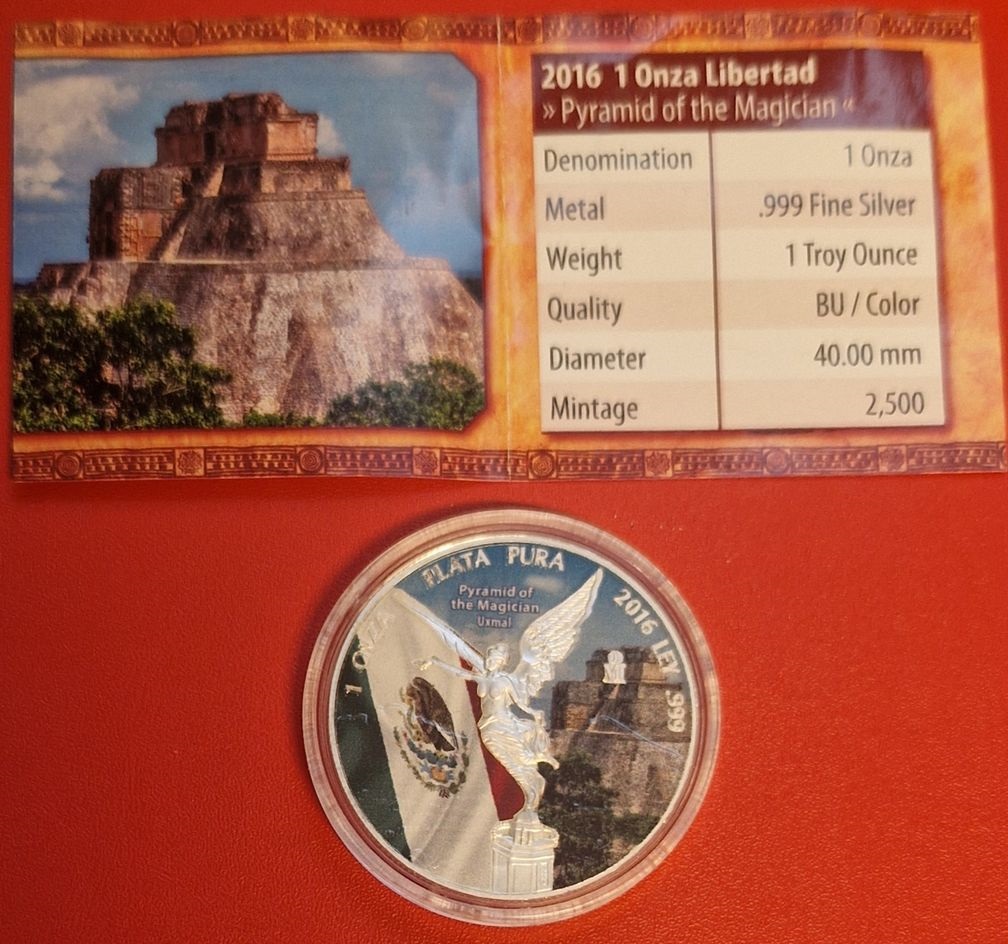 2016 1 Onza Libertad
» Pyramid of the Magician «
Denomination 1 Onza
Metal .999 Fine Silver
Weight 1 Troy Ounce
Quality BU / Color
Diameter 40.00 mm
Mintage 2,500
1 ONZA PLATA PURA 2016 LEY .999
Pyramid of
the Magician
Uxmal